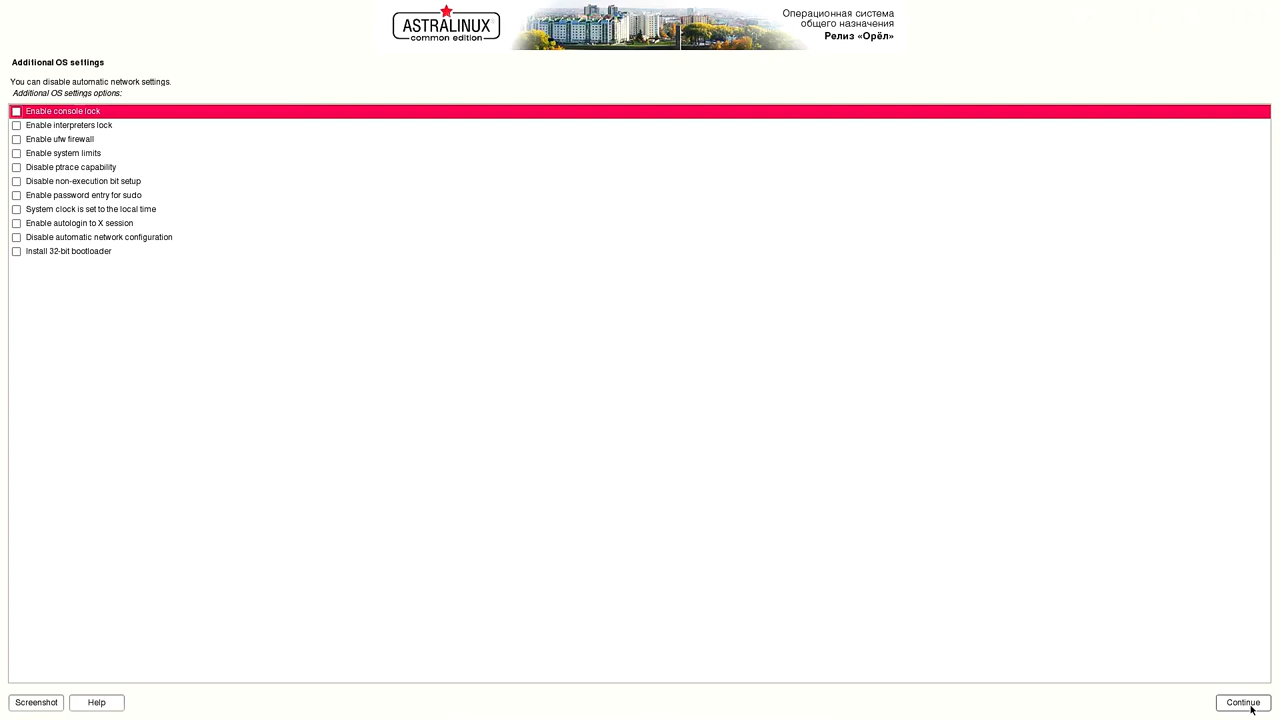 ASTRALINUX
common edition
Операционная система
общего назначения
Релиз «Орёл»
Additional OS settings
You can disable automatic network settings.
Additional OS settings options:
Enable console lock
Enable interpreters lock
Enable ufw firewall
Enable system limits
Disable ptrace capability
Disable non-execution bit setup
Enable password entry for sudo
System clock is set to the local time
Enable autologin to X session
Disable automatic network configuration
Install 32-bit bootloader
Screenshot
Help
Continue